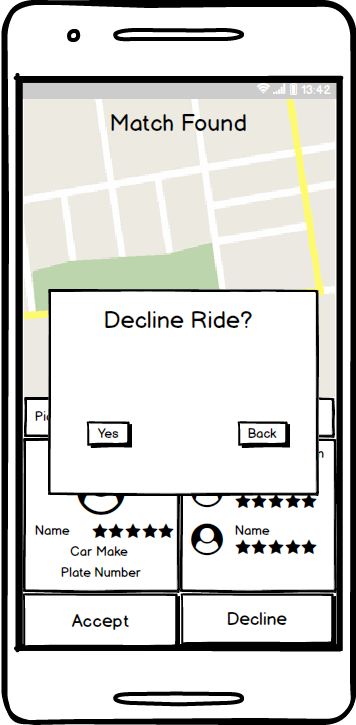 13:42
Match Found
Decline Ride?
Yes
Back
Name
Car Make
Plate Number
Name
Accept
Decline